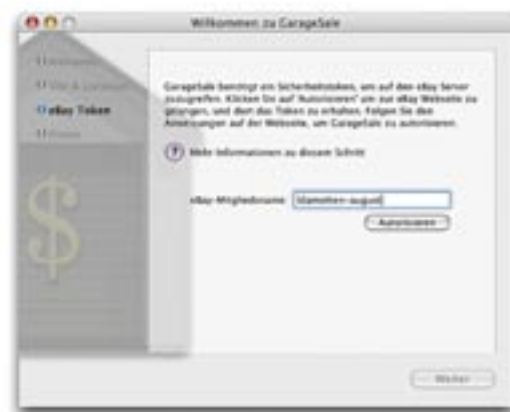 Willkommen zu GarageSale
eBay Token
GarageSale benötigt ein Sicherheitstoken, um auf den eBay Server
zuzugreifen. Klicken Sie auf "Autorisieren" um zur eBay Webseite zu
gelangen, und dort das Token zu erhalten. Folgen Sie den
Anweisungen auf der Webseite, um GarageSale zu autorisieren.
? Mehr Informationen zu diesem Schritt
eBay-Mitgliedsname: klamotten-august
Autorisieren
$
Weiter